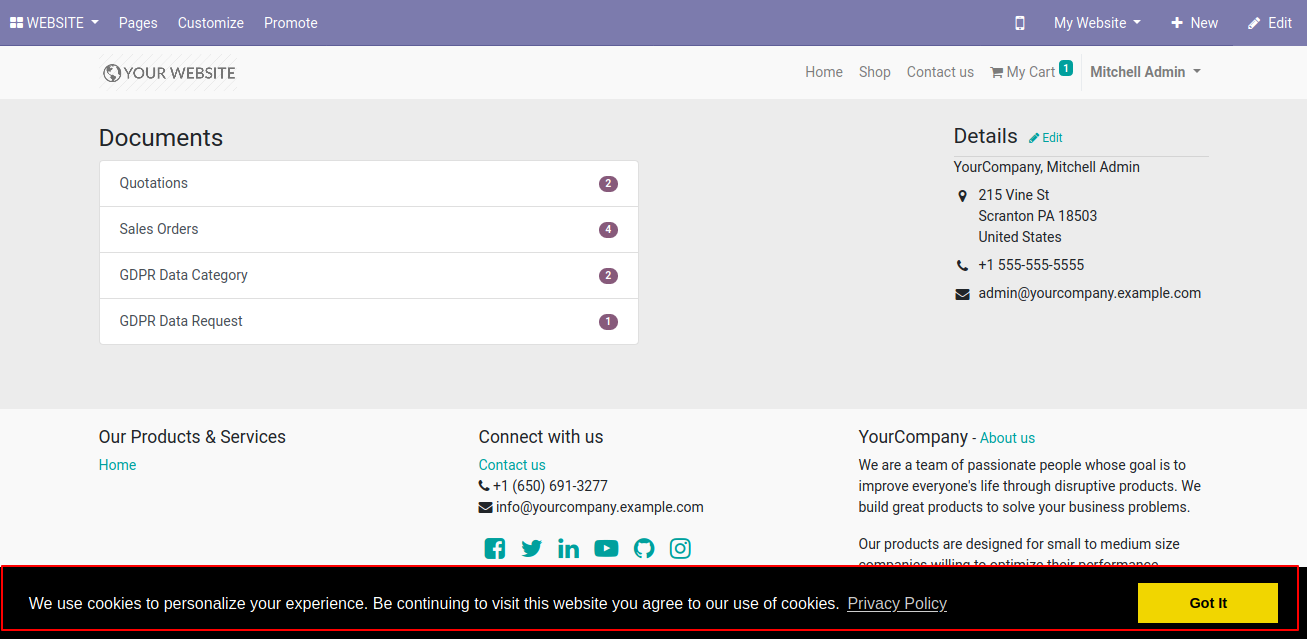 WEBSITE Pages Customize Promote My Website New Edit
YOUR WEBSITE Home Shop Contact us My Cart 1 Mitchell Admin
Documents
Quotations 2
Sales Orders 4
GDPR Data Category 2
GDPR Data Request 1
Details Edit
YourCompany, Mitchell Admin
215 Vine St
Scranton PA 18503
United States
+1 555-555-5555
admin@yourcompany.example.com
Our Products & Services
Home
Connect with us
Contact us
+1 (650) 691-3277
info@yourcompany.example.com
YourCompany - About us
We are a team of passionate people whose goal is to
improve everyone's life through disruptive products. We
build great products to solve your business problems.
Our products are designed for small to medium size
companies willing to optimize their performance.
We use cookies to personalize your experience. Be continuing to visit this website you agree to our use of cookies. Privacy Policy Got It